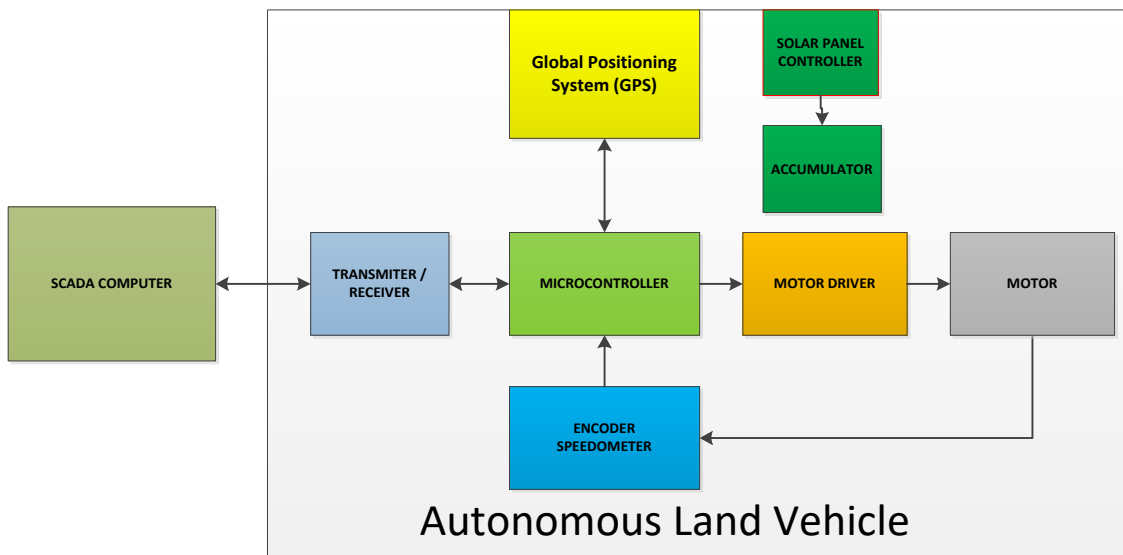 Global Positioning
System (GPS)
SOLAR PANEL
CONTROLLER
ACCUMULATOR
SCADA COMPUTER
TRANSMITER /
RECEIVER
MICROCONTROLLER
MOTOR DRIVER
MOTOR
ENCODER
SPEEDOMETER
Autonomous Land Vehicle